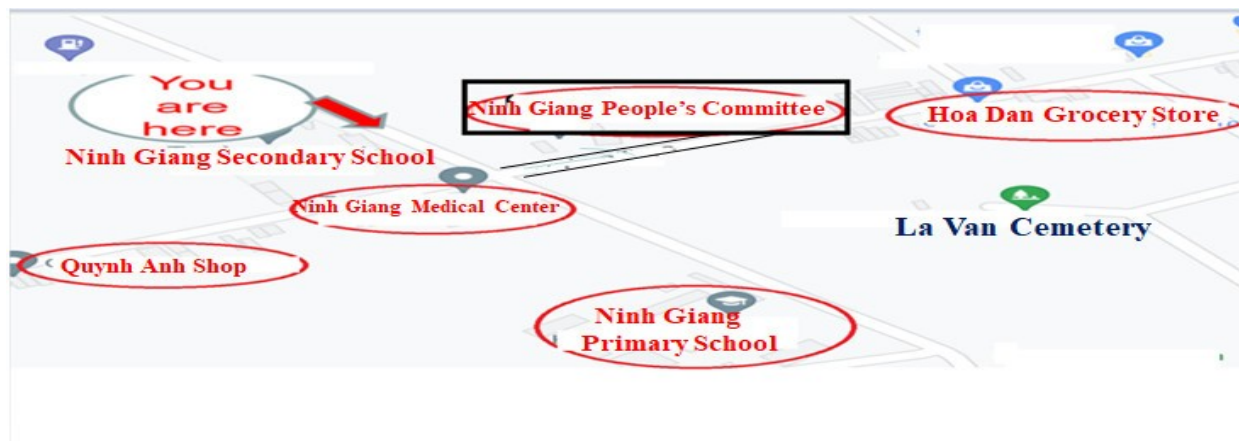 You
are
here
Ninh Giang People's Committee
Hoa Dan Grocery Store
Ninh Giang Secondary School
Ninh Giang Medical Center
La Van Cemetery
Quynh Anh Shop
Ninh Giang
Primary School